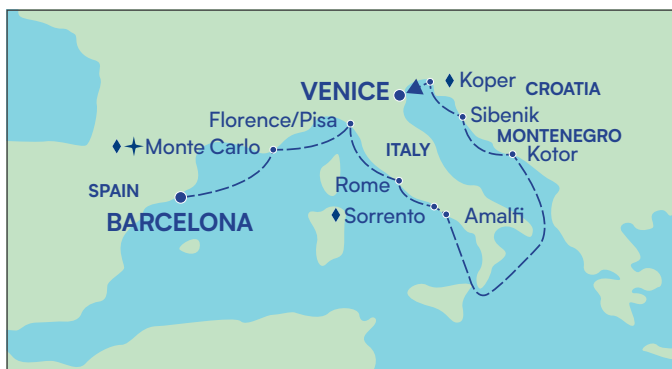 Koper
CROATIA
VENICE
Sibenik
Florence/Pisa
MONTENEGRO
ITALY
Kotor
Monte Carlo
Rome
SPAIN
Sorrento
Amalfi
BARCELONA